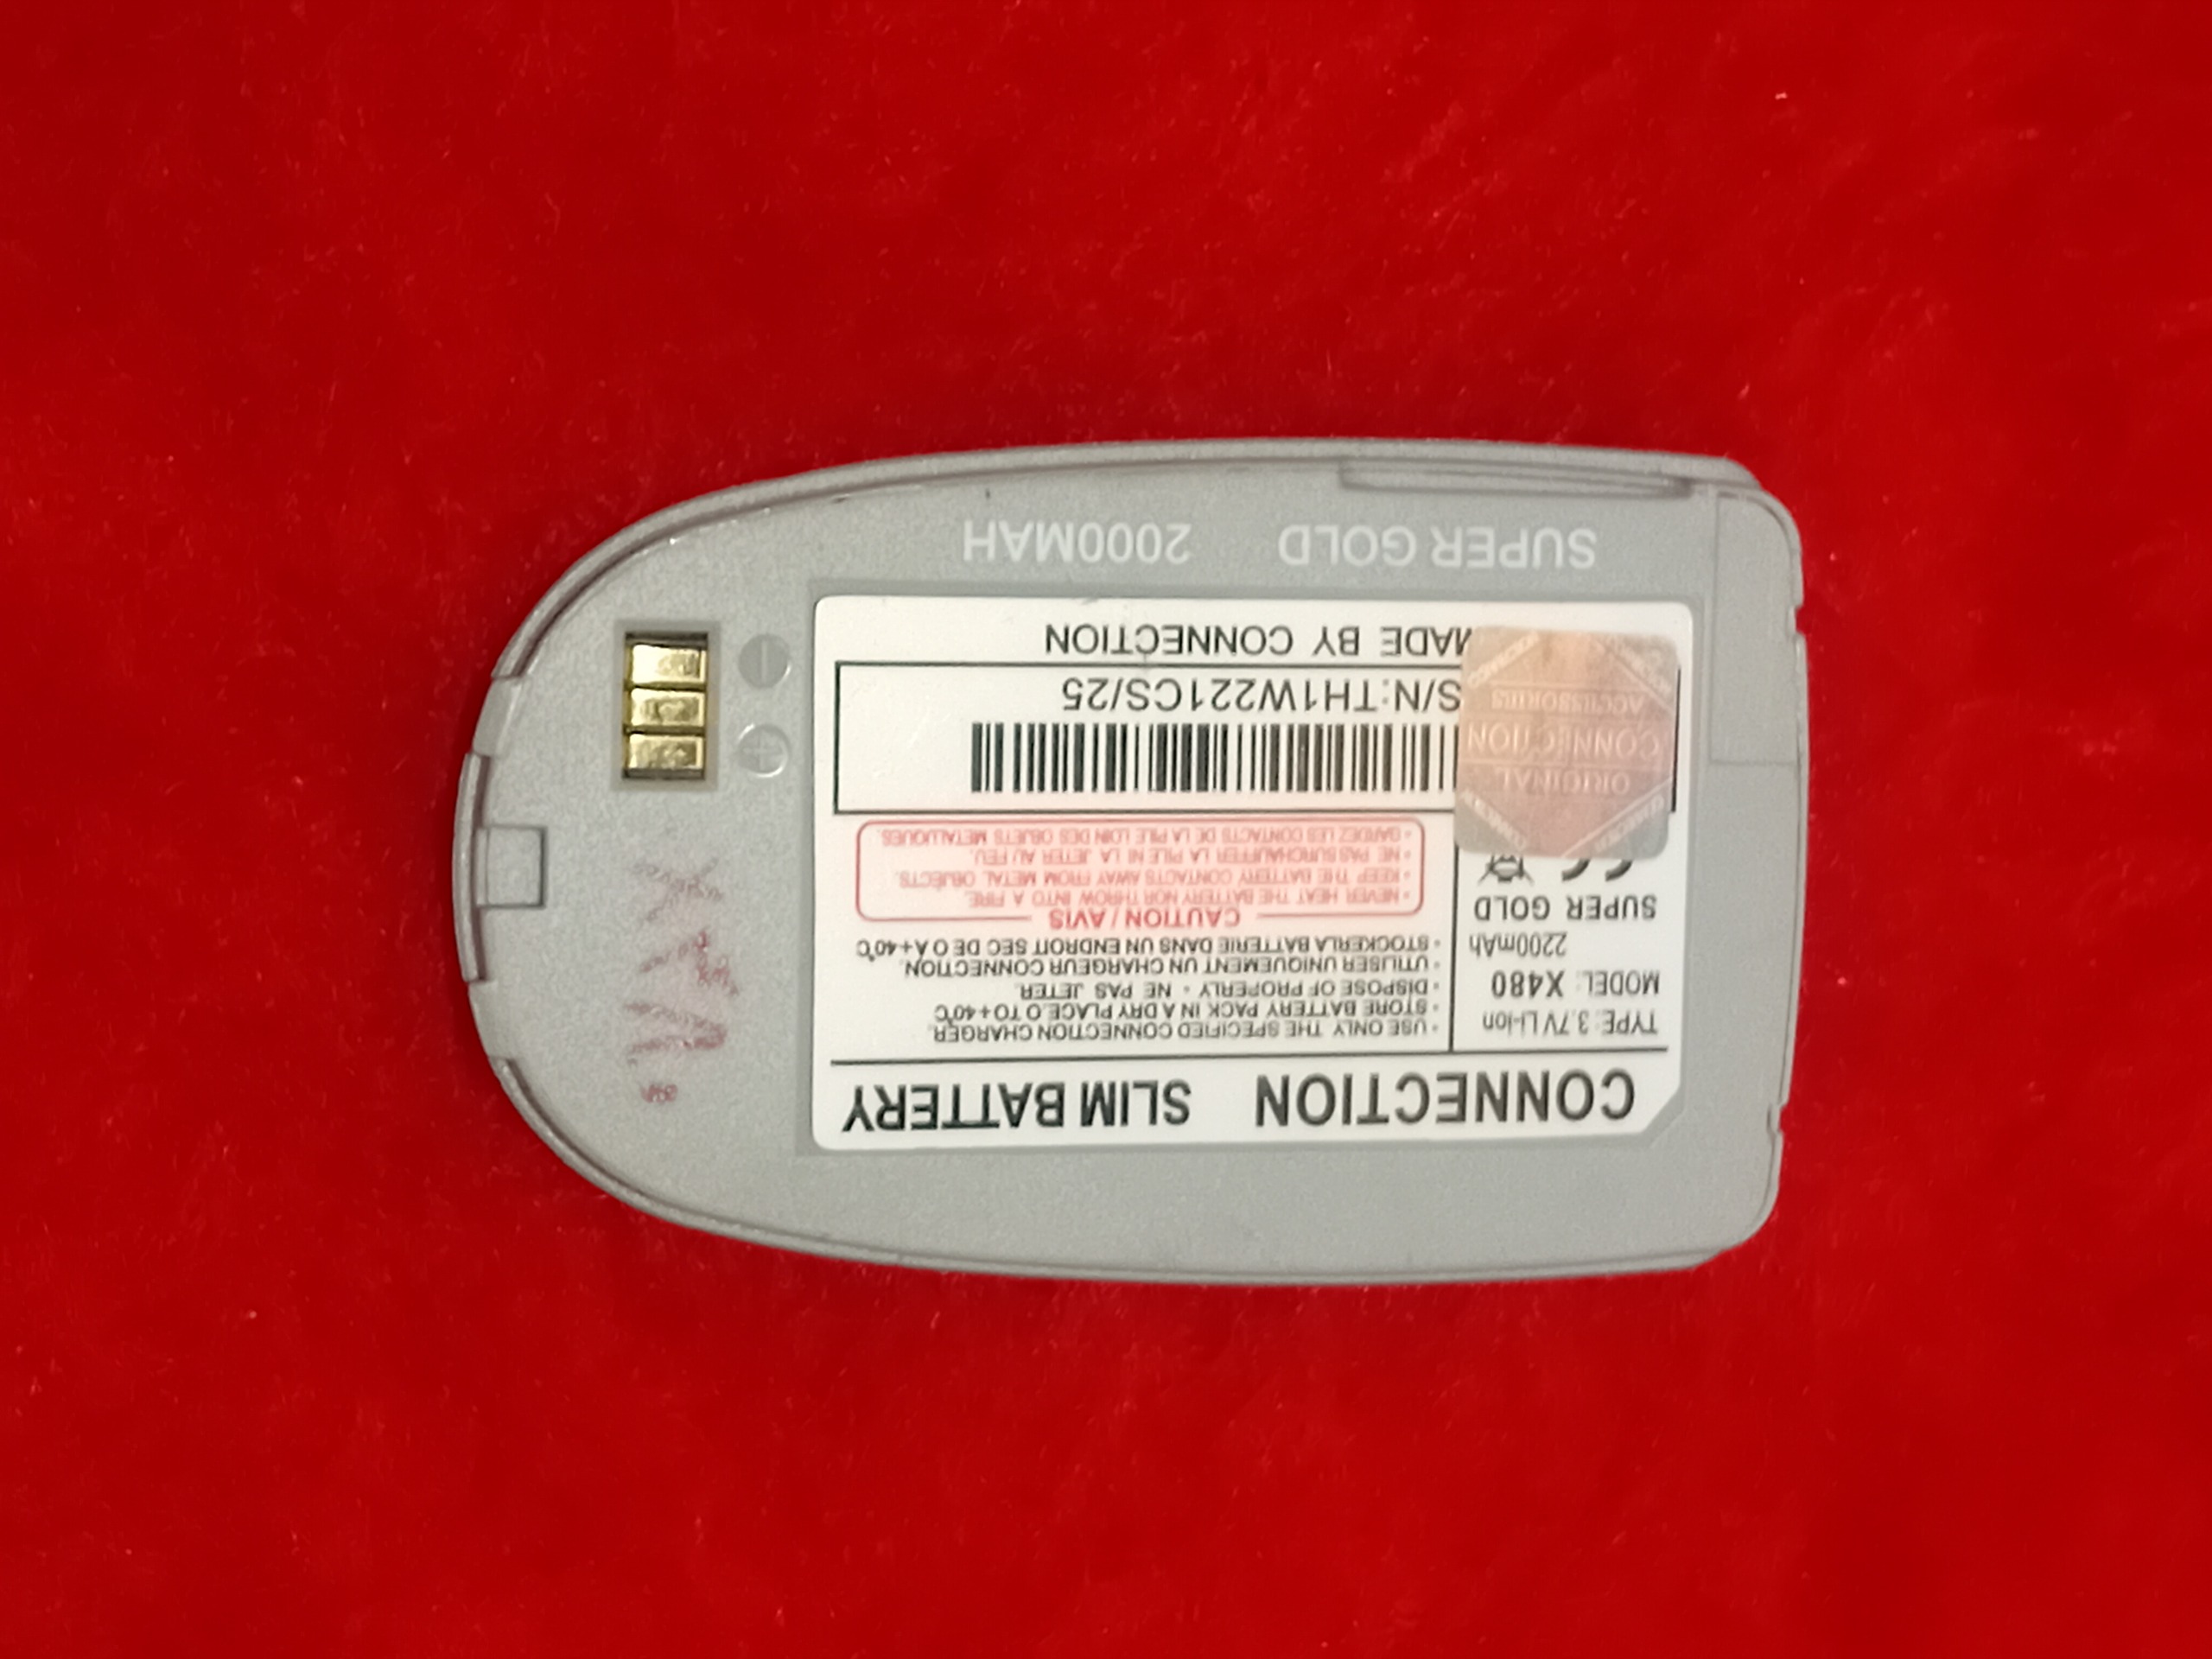 CONNECTION SLIM BATTERY
TYPE: 3.7V Li-Ion
MODEL: X480
2200mAh
SUPER GOLD
CE
• USE ONLY THE SPECIFIED CONNECTION CHARGER.
• STORE BATTERY PACK IN A DRY PLACE.O TO+40℃
• DISPOSE OF PROPERLY • NE PAS JETER.
• UTILISER UNIQUEMENT UN CHARGEUR CONNECTION.
• STOCKERLA BATTERIE DANS UN ENDROIT SEC DE O A+40℃
CAUTION / AVIS
• NEVER HEAT THE BATTERY NOR THROW INTO A FIRE.
• KEEP THE BATTERY CONTACTS AWAY FROM METAL OBJECTS.
• NE PAS SURCHAUFFER LA PILE NI LA JETER AU FEU.
• GARDEZ LES CONTACTS DE LA PILE LOIN DES OBJETS METALLIQUES.
ORIGINAL
CONNECTION
ACCESSORIES
S/N:TH1W221CS/25
MADE BY CONNECTION
SUPER GOLD 2000MAH